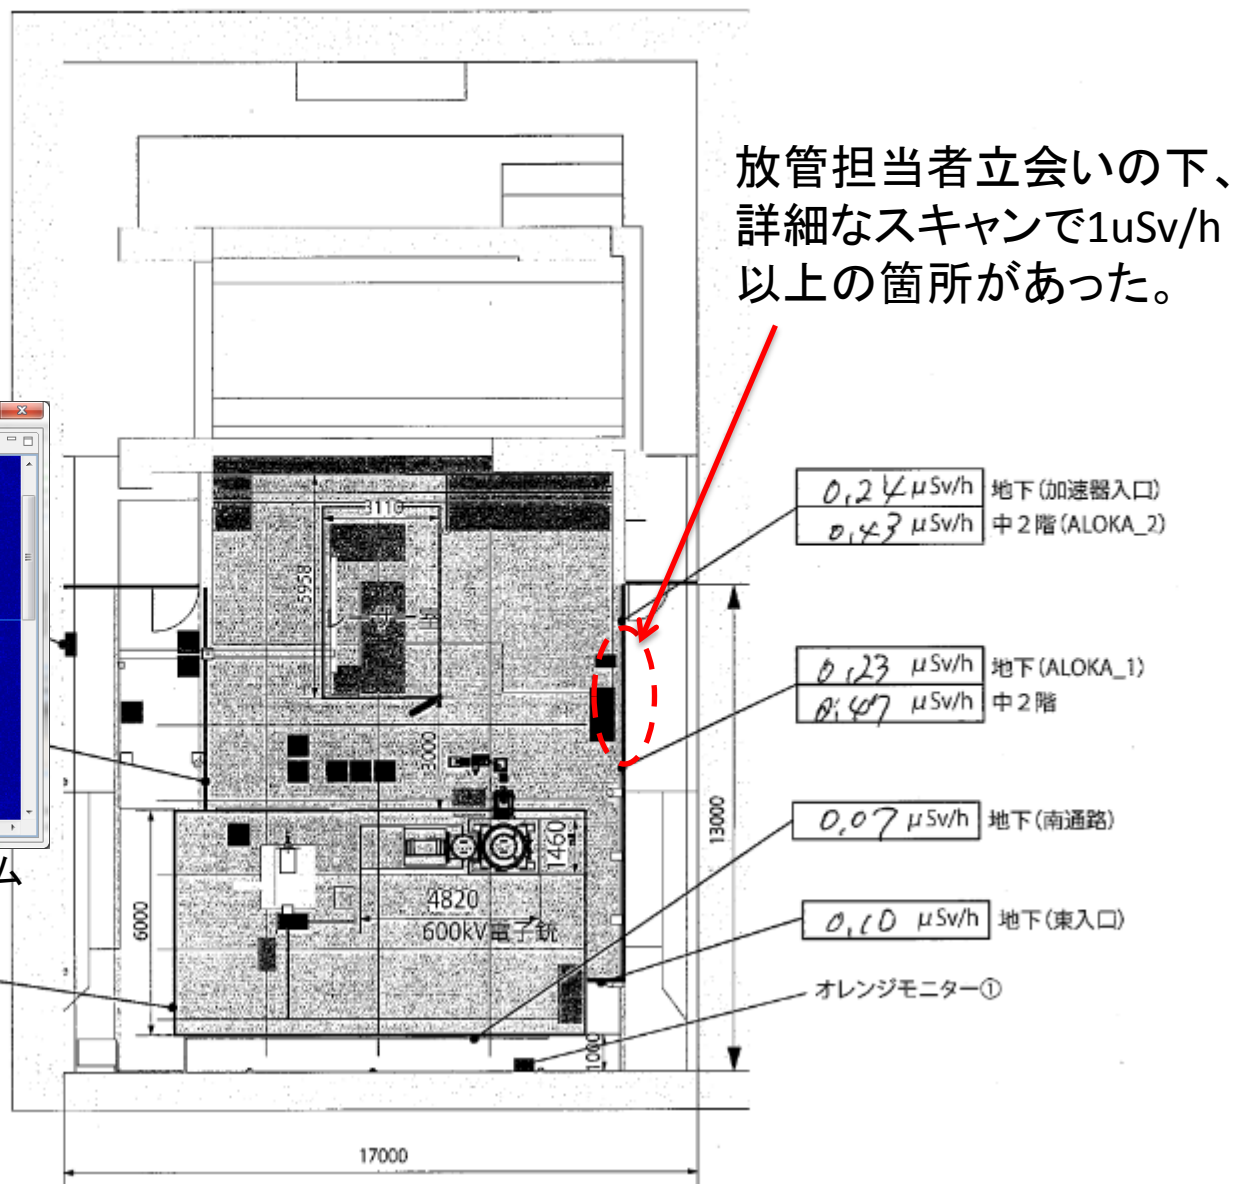 放管担当者立会いの下、
詳細なスキャンで1uSv/h
以上の箇所があった。
0.24 μSv/h 地下(加速器入口)
0.43 μSv/h 中2階(ALOKA_2)
0.23 μSv/h 地下(ALOKA_1)
0.47 μSv/h 中2階
0.07 μSv/h 地下(南通路)
0.10 μSv/h 地下(東入口)
オレンジモニター①
3110
5958
3000
1460
4820
600kV電子銃
6000
13000
1000
17000
ム